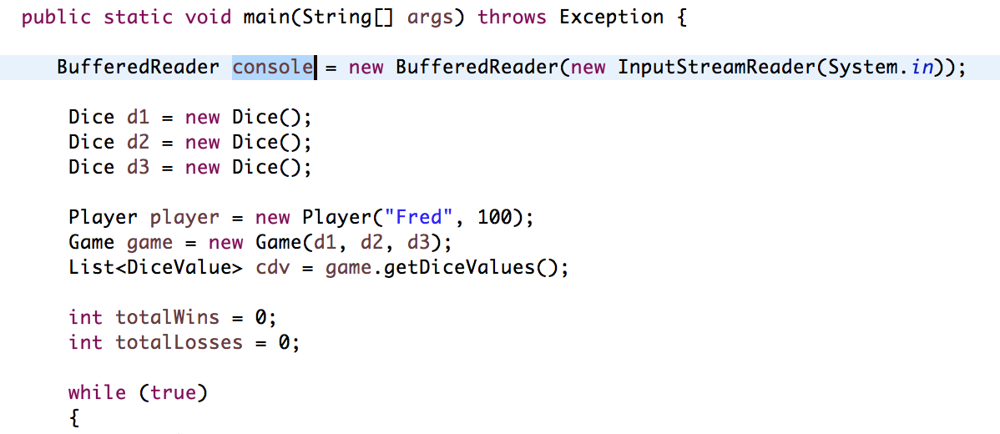 public static void main(String[] args) throws Exception {
BufferedReader console = new BufferedReader(new InputStreamReader(System.in));
Dice d1 = new Dice();
Dice d2 = new Dice();
Dice d3 = new Dice();
Player player = new Player("Fred", 100);
Game game = new Game(d1, d2, d3);
List<DiceValue> cdv = game.getDiceValues();
int totalWins = 0;
int totalLosses = 0;
while (true)
{